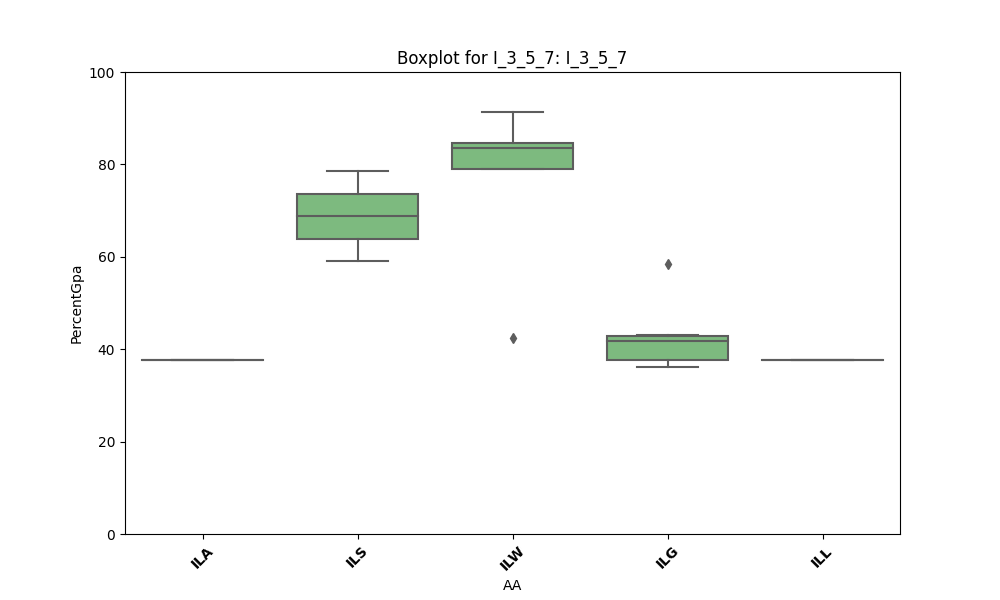 Boxplot for I_3_5_7: I_3_5_7
100
80
60
40
20
0
PercentGpa
ILA
ILS
ILW
ILG
ILL
AA